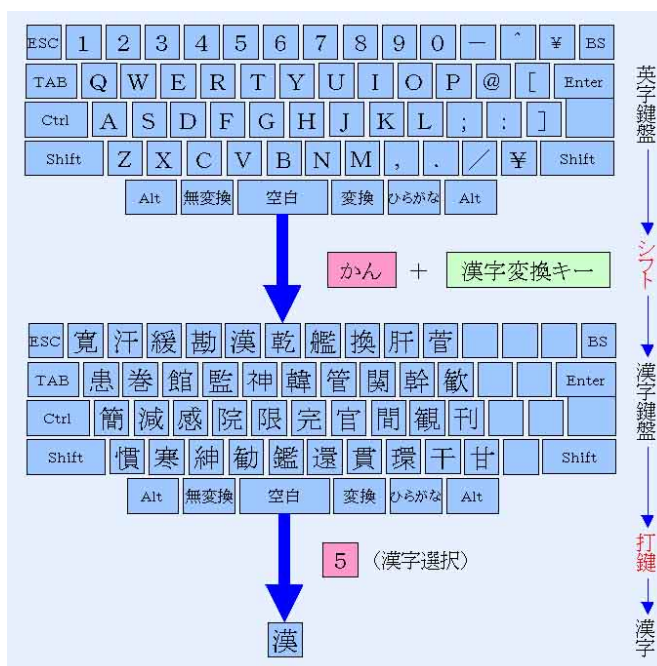 ESC 1 2 3 4 5 6 7 8 9 0 － ＾ ￥ BS
TAB Q W E R T Y U I O P @ [ Enter
Ctrl A S D F G H J K L ; : ]
Shift Z X C V B N M , . ／ ￥ Shift
Alt 無変換 空白 変換 ひらがな Alt
かん ＋ 漢字変換キー
ESC 寛 汗 緩 勘 漢 乾 艦 換 肝 菅 BS
TAB 患 巻 館 監 神 韓 管 関 幹 歓 Enter
Ctrl 簡 減 感 院 限 完 官 間 観 刊
Shift 慣 寒 紳 勧 鑑 還 貫 環 干 甘 Shift
Alt 無変換 空白 変換 ひらがな Alt
5 （漢字選択）
漢
英字鍵盤
シフト
漢字鍵盤
打鍵
漢字